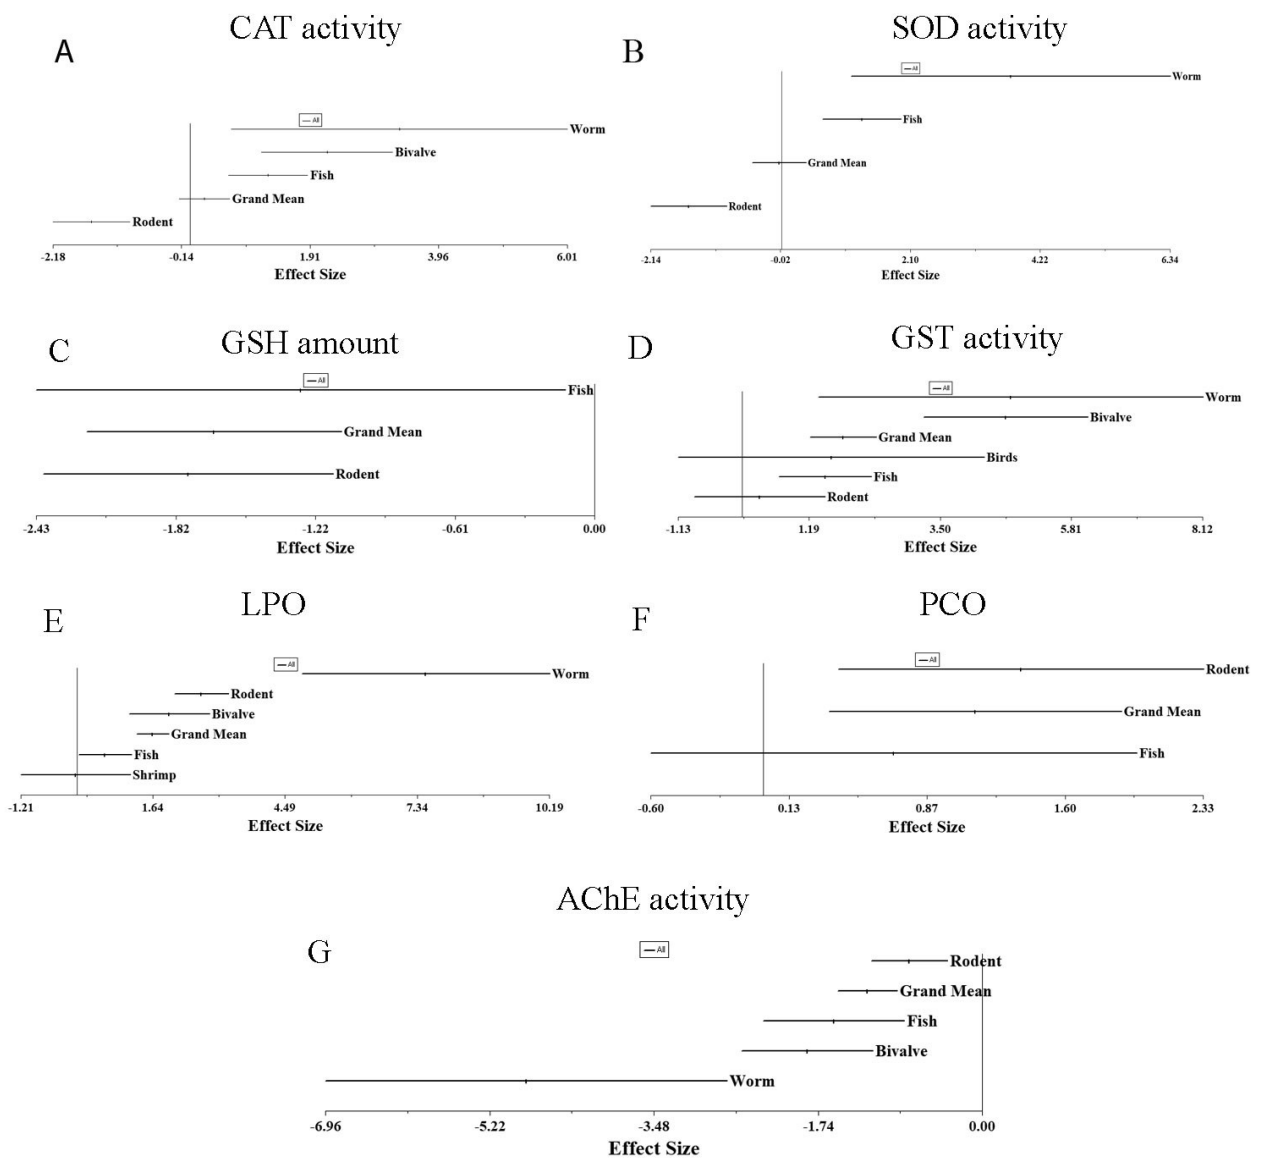 CAT activity
A
All
Worm
Bivalve
Fish
Grand Mean
Rodent
-2.18 -0.14 1.91 3.96 6.01
Effect Size
SOD activity
B
All
Worm
Fish
Grand Mean
Rodent
-2.14 -0.02 2.10 4.22 6.34
Effect Size
GSH amount
C
All
Fish
Grand Mean
Rodent
-2.43 -1.82 -1.22 -0.61 0.00
Effect Size
GST activity
D
All
Worm
Bivalve
Grand Mean
Birds
Fish
Rodent
-1.13 1.19 3.50 5.81 8.12
Effect Size
LPO
E
All
Worm
Rodent
Bivalve
Grand Mean
Fish
Shrimp
-1.21 1.64 4.49 7.34 10.19
Effect Size
PCO
F
All
Rodent
Grand Mean
Fish
-0.60 0.13 0.87 1.60 2.33
Effect Size
AChE activity
G
All
Rodent
Grand Mean
Fish
Bivalve
Worm
-6.96 -5.22 -3.48 -1.74 0.00
Effect Size